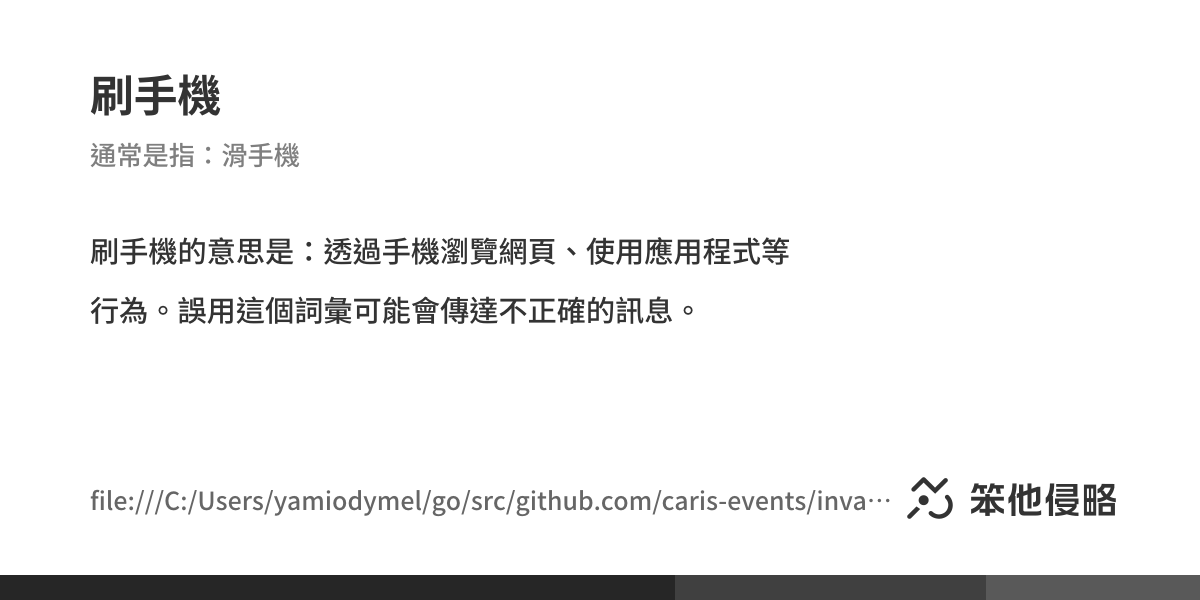 刷手機
通常是指：滑手機
刷手機的意思是：透過手機瀏覽網頁、使用應用程式等
行為。誤用這個詞彙可能會傳達不正確的訊息。
file:///C:/Users/yamiodymel/go/src/github.com/caris-events/inva⋯
笨他侵略